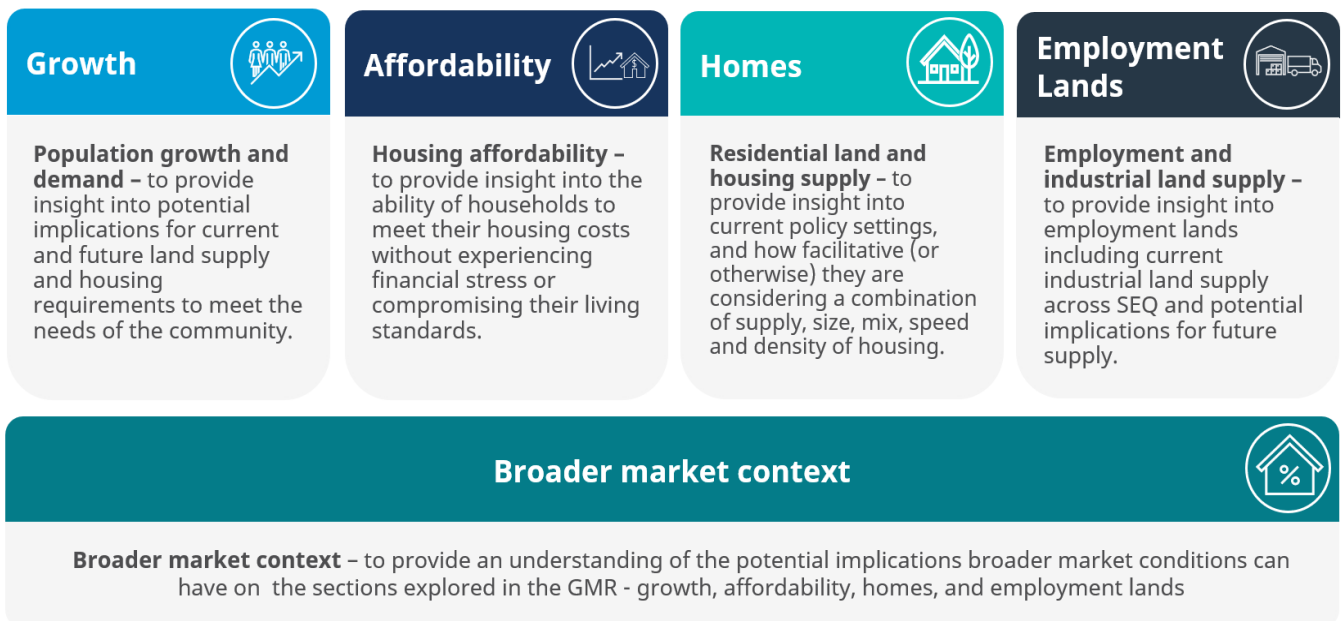 Growth
Population growth and
demand – to provide
insight into potential
implications for current
and future land supply
and housing
requirements to meet the
needs of the community.
Affordability
Housing affordability –
to provide insight into the
ability of households to
meet their housing costs
without experiencing
financial stress or
compromising their living
standards.
Homes
Residential land and
housing supply – to
provide insight into
current policy settings,
and how facilitative (or
otherwise) they are
considering a combination
of supply, size, mix, speed
and density of housing.
Employment
Lands
Employment and
industrial land supply –
to provide insight into
employment lands
including current
industrial land supply
across SEQ and potential
implications for future
supply.
Broader market context
%
Broader market context – to provide an understanding of the potential implications broader market conditions can
have on  the sections explored in the GMR - growth, affordability, homes, and employment lands